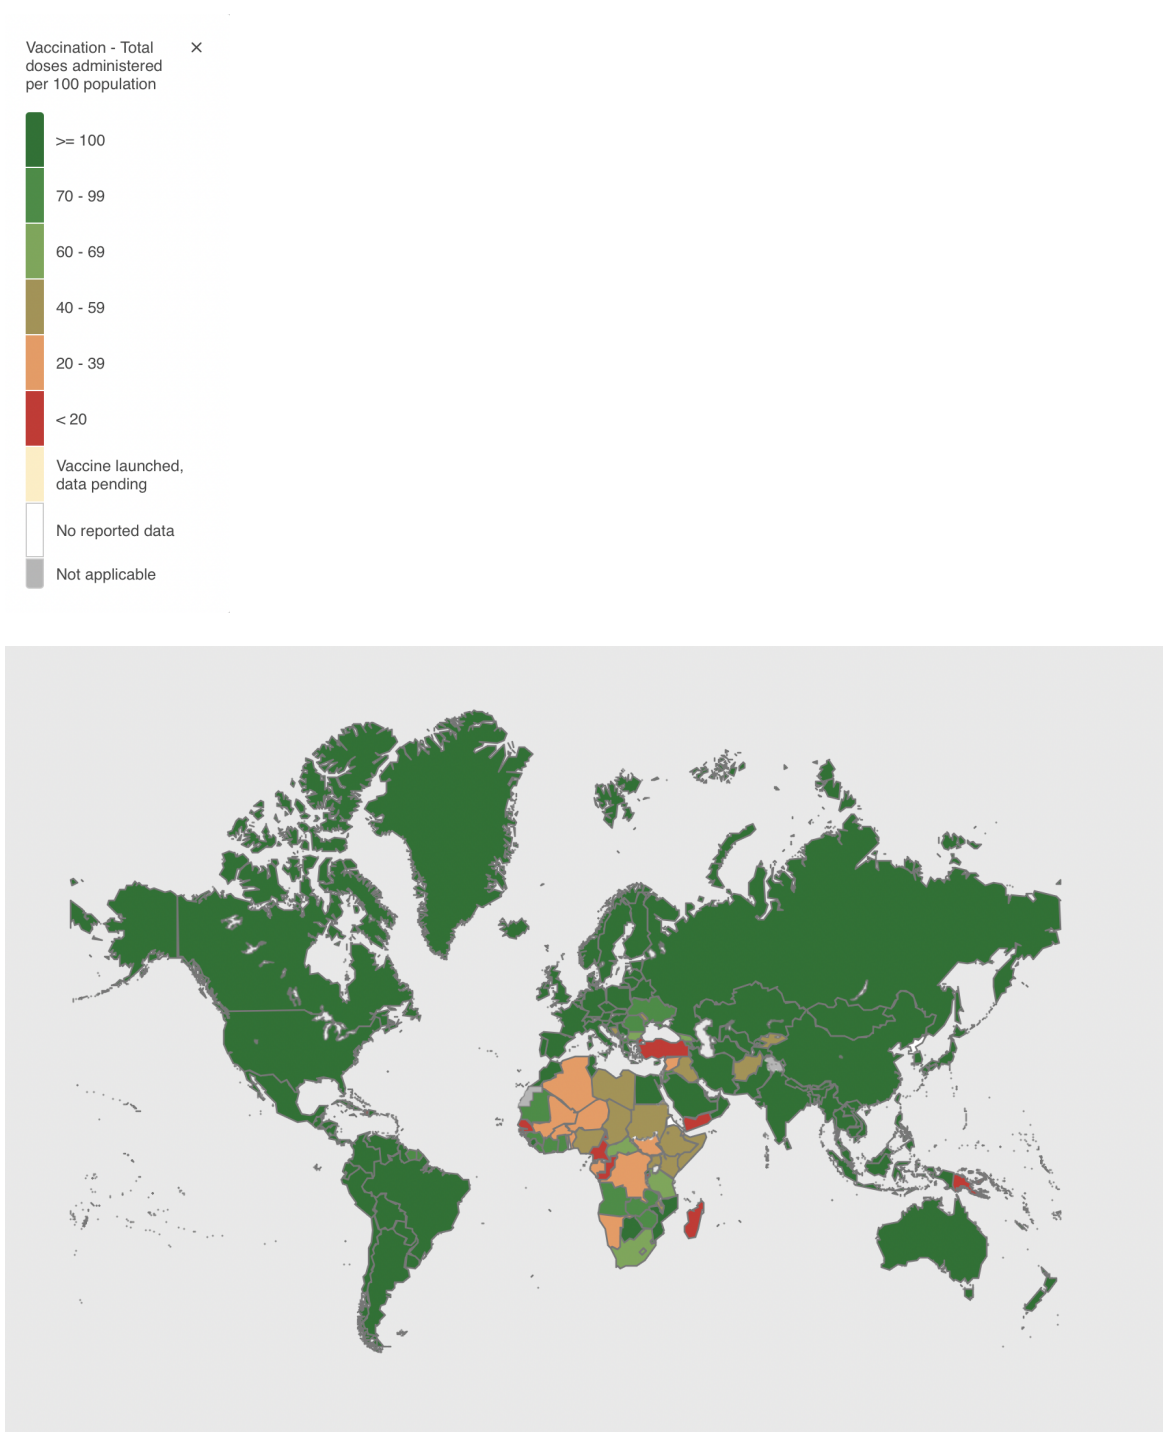 Vaccination - Total
doses administered
per 100 population
>= 100
70 - 99
60 - 69
40 - 59
20 - 39
< 20
Vaccine launched,
data pending
No reported data
Not applicable